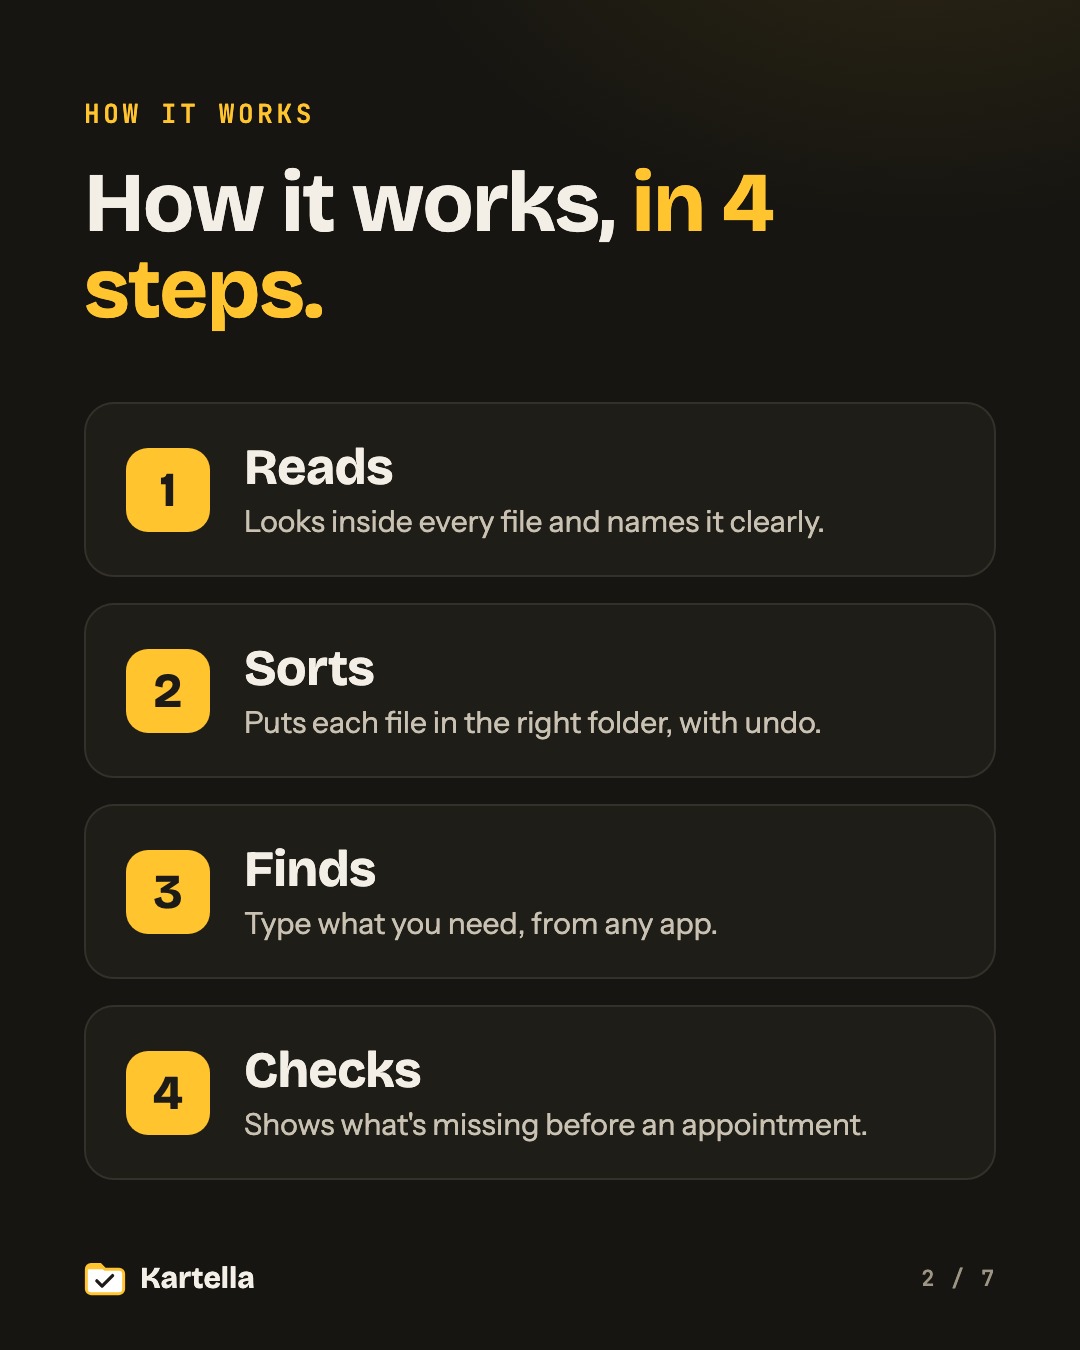 HOW IT WORKS
How it works, in 4
steps.
1
Reads
Looks inside every file and names it clearly.
2
Sorts
Puts each file in the right folder, with undo.
3
Finds
Type what you need, from any app.
4
Checks
Shows what's missing before an appointment.
Kartella
2 / 7